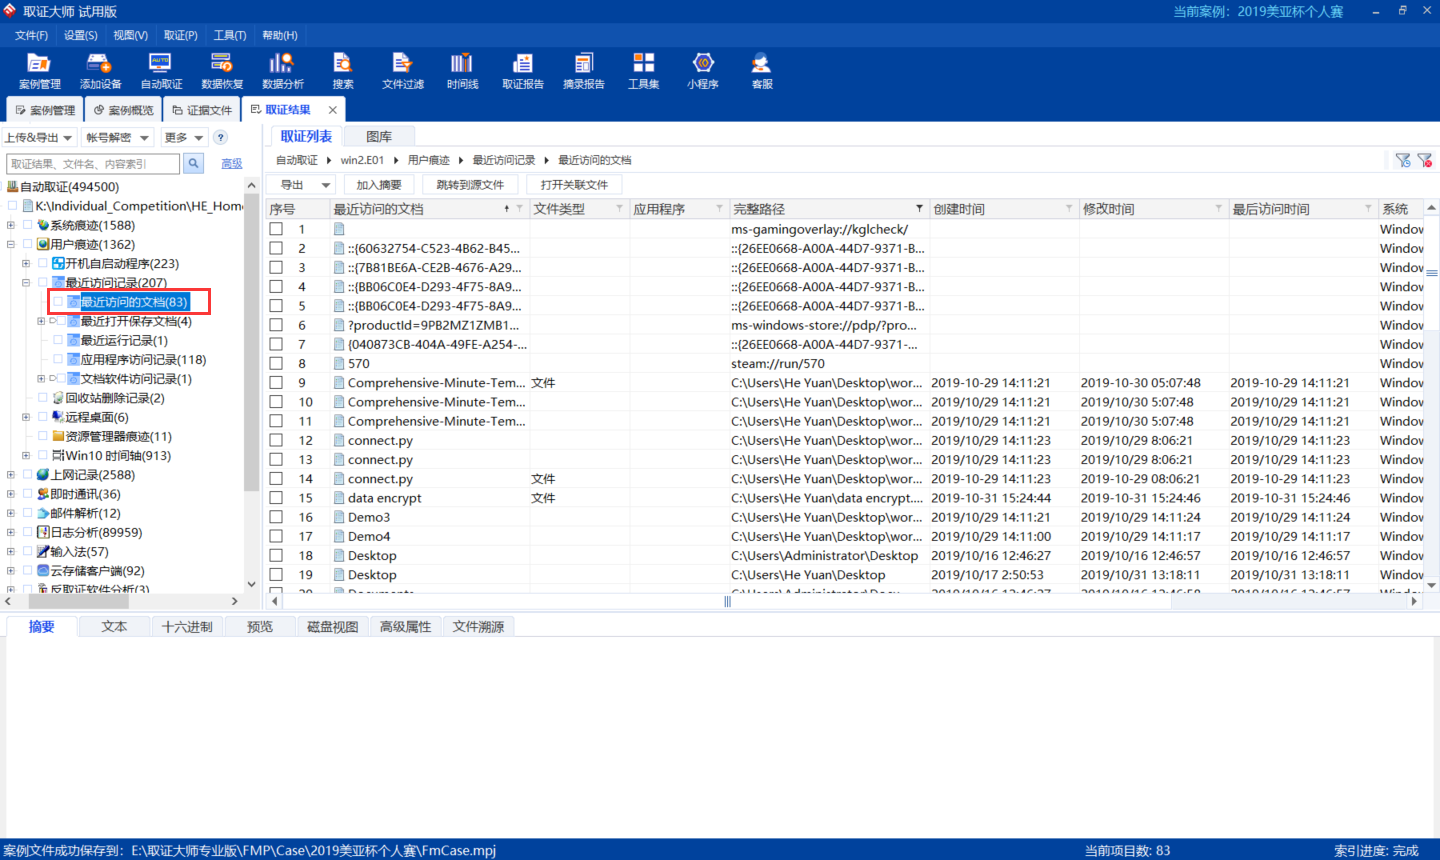 取证大师 试用版
当前案例：2019美亚杯个人赛
文件(F) 设置(S) 视图(V) 取证(P) 工具(T) 帮助(H)
案例管理 添加设备 自动取证 数据恢复 数据分析 搜索 文件过滤 时间线 取证报告 摘录报告 工具集 小程序 客服
案例管理 案例概览 证据文件 取证结果
上传&导出 帐号解密 更多 ?
取证结果、文件名、内容索引 高级
自动取证(494500)
K:\Individual_Competition\HE_Hom
系统痕迹(1588)
用户痕迹(1362)
开机自启动程序(223)
最近访问记录(207)
最近访问的文档(83)
最近打开保存文档(4)
最近运行记录(1)
应用程序访问记录(118)
文档软件访问记录(1)
回收站删除记录(2)
远程桌面(6)
资源管理器痕迹(11)
Win10 时间轴(913)
上网记录(2588)
即时通讯(36)
邮件解析(12)
日志分析(89959)
输入法(57)
云存储客户端(92)
反取证软件分析(3)
取证列表 图库
自动取证 win2.E01 用户痕迹 最近访问记录 最近访问的文档
导出 加入摘要 跳转到源文件 打开关联文件
序号 最近访问的文档 文件类型 应用程序 完整路径 创建时间 修改时间 最后访问时间 系统
1 ms-gamingoverlay://kglcheck/ Window
2 ::{60632754-C523-4B62-B45... ::{26EE0668-A00A-44D7-9371-B... Window
3 ::{7B81BE6A-CE2B-4676-A29... ::{26EE0668-A00A-44D7-9371-B... Window
4 ::{BB06C0E4-D293-4F75-8A9... ::{26EE0668-A00A-44D7-9371-B... Window
5 ::{BB06C0E4-D293-4F75-8A9... ::{26EE0668-A00A-44D7-9371-B... Window
6 ?productId=9PB2MZ1ZMB1... ms-windows-store://pdp/?pro... Window
7 {040873CB-404A-49FE-A254-... ::{26EE0668-A00A-44D7-9371-... Window
8 570 steam://run/570 Window
9 Comprehensive-Minute-Tem... 文件 C:\Users\He Yuan\Desktop\wor... 2019-10-29 14:11:21 2019-10-30 05:07:48 2019-10-29 14:11:21 Window
10 Comprehensive-Minute-Tem... C:\Users\He Yuan\Desktop\wor... 2019/10/29 14:11:21 2019/10/30 5:07:48 2019/10/29 14:11:21 Window
11 Comprehensive-Minute-Tem... C:\Users\He Yuan\Desktop\wor... 2019/10/29 14:11:21 2019/10/30 5:07:48 2019/10/29 14:11:21 Window
12 connect.py C:\Users\He Yuan\Desktop\wor... 2019/10/29 14:11:23 2019/10/29 8:06:21 2019/10/29 14:11:23 Window
13 connect.py C:\Users\He Yuan\Desktop\wor... 2019/10/29 14:11:23 2019/10/29 8:06:21 2019/10/29 14:11:23 Window
14 connect.py 文件 C:\Users\He Yuan\Desktop\wor... 2019-10-29 14:11:23 2019-10-29 08:06:21 2019-10-29 14:11:23 Window
15 data encrypt 文件 C:\Users\He Yuan\data encrypt.... 2019-10-31 15:24:44 2019-10-31 15:24:46 2019-10-31 15:24:46 Window
16 Demo3 C:\Users\He Yuan\Desktop\wor... 2019/10/29 14:11:21 2019/10/29 14:11:24 2019/10/29 14:11:24 Window
17 Demo4 C:\Users\He Yuan\Desktop\wor... 2019/10/29 14:11:00 2019/10/29 14:11:17 2019/10/29 14:11:17 Window
18 Desktop C:\Users\Administrator\Desktop 2019/10/16 12:46:27 2019/10/16 12:46:57 2019/10/16 12:46:57 Window
19 Desktop C:\Users\He Yuan\Desktop 2019/10/17 2:50:53 2019/10/31 13:18:11 2019/10/31 13:18:11 Window
摘要 文本 十六进制 预览 磁盘视图 高级属性 文件溯源
案例文件成功保存到：E:\取证大师专业版\FMP\Case\2019美亚杯个人赛\FmCase.mpj 当前项目数: 83 索引进度: 完成